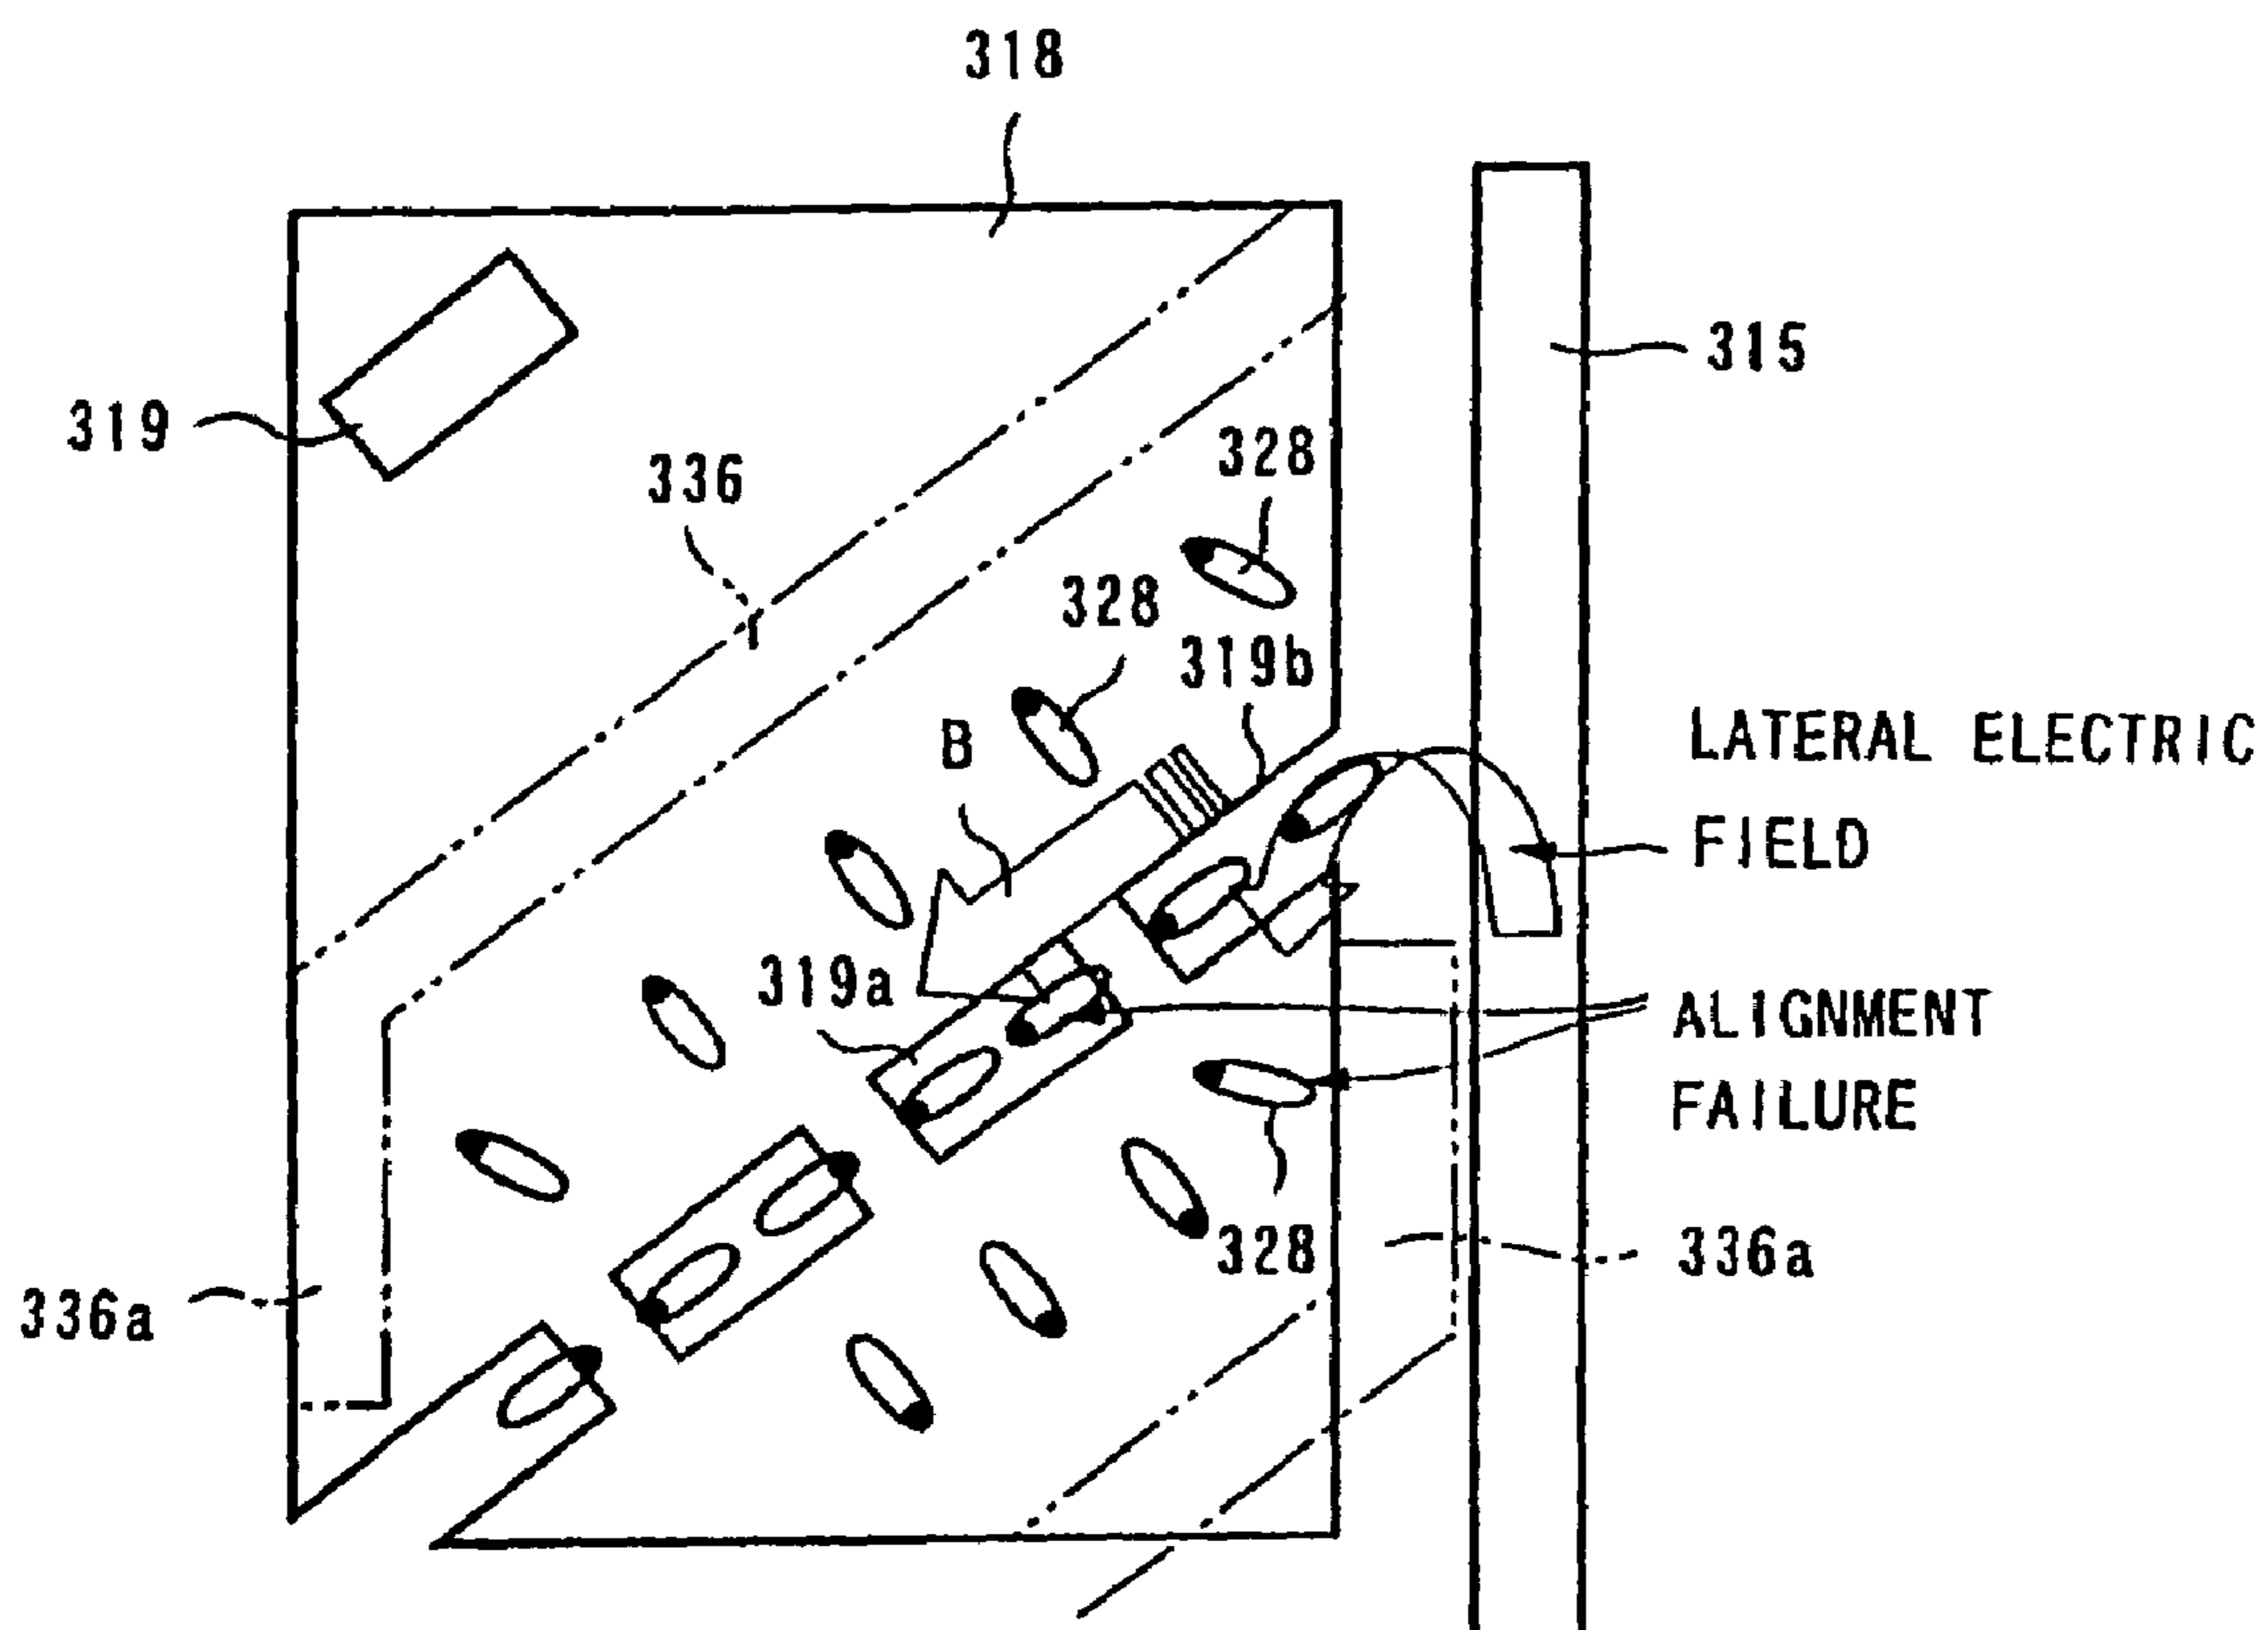 318
315
319
328
336
328
319b
B
LATERAL ELECTRIC
FIELD
319a
ALIGNMENT
FAILURE
328
336a
336a